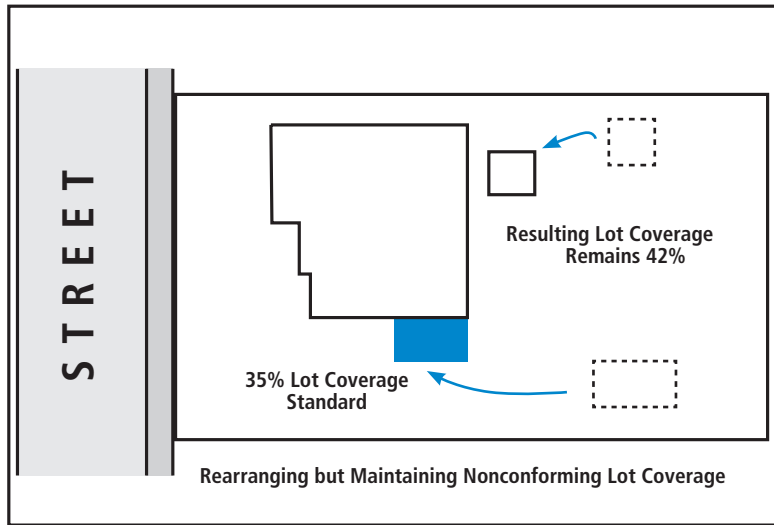 STREET
Resulting Lot Coverage
Remains 42%
35% Lot Coverage
Standard
Rearranging but Maintaining Nonconforming Lot Coverage